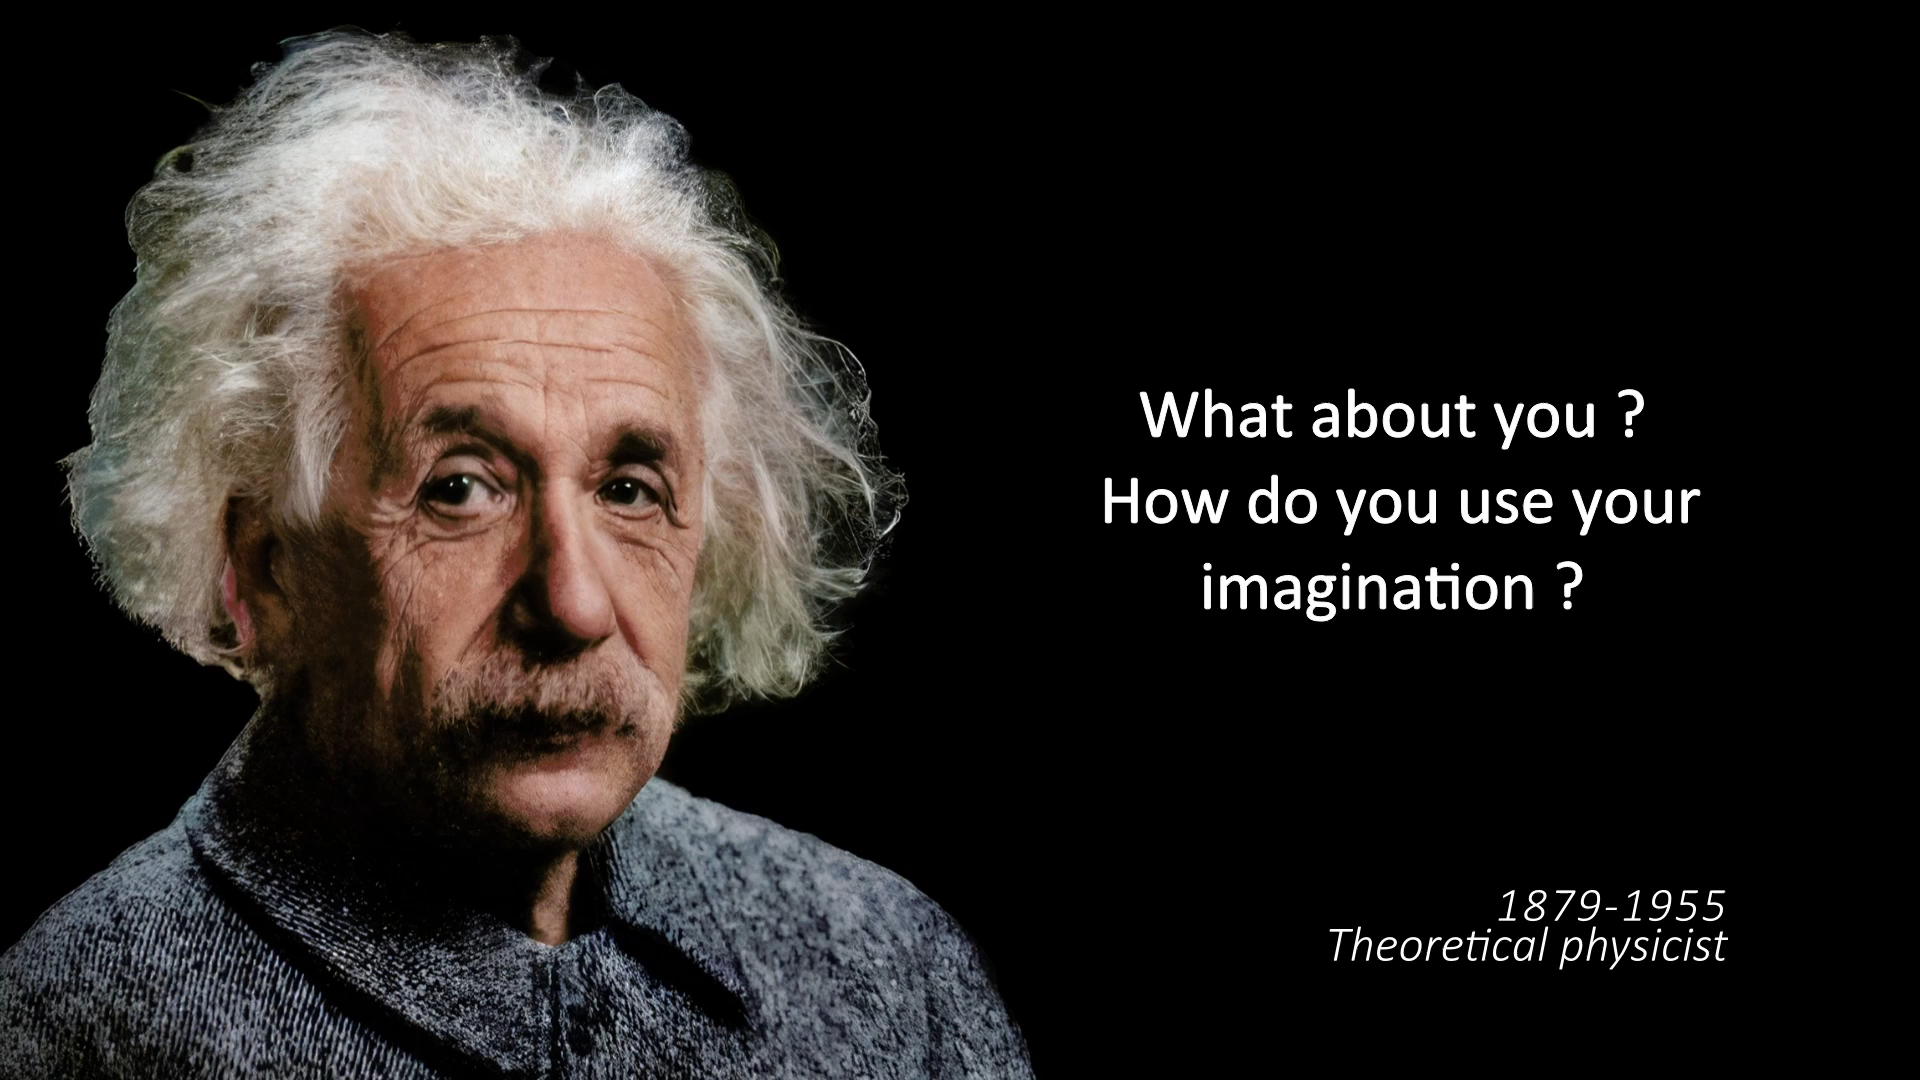 What about you ?
How do you use your
imagination ?
1879-1955
Theoretical physicist